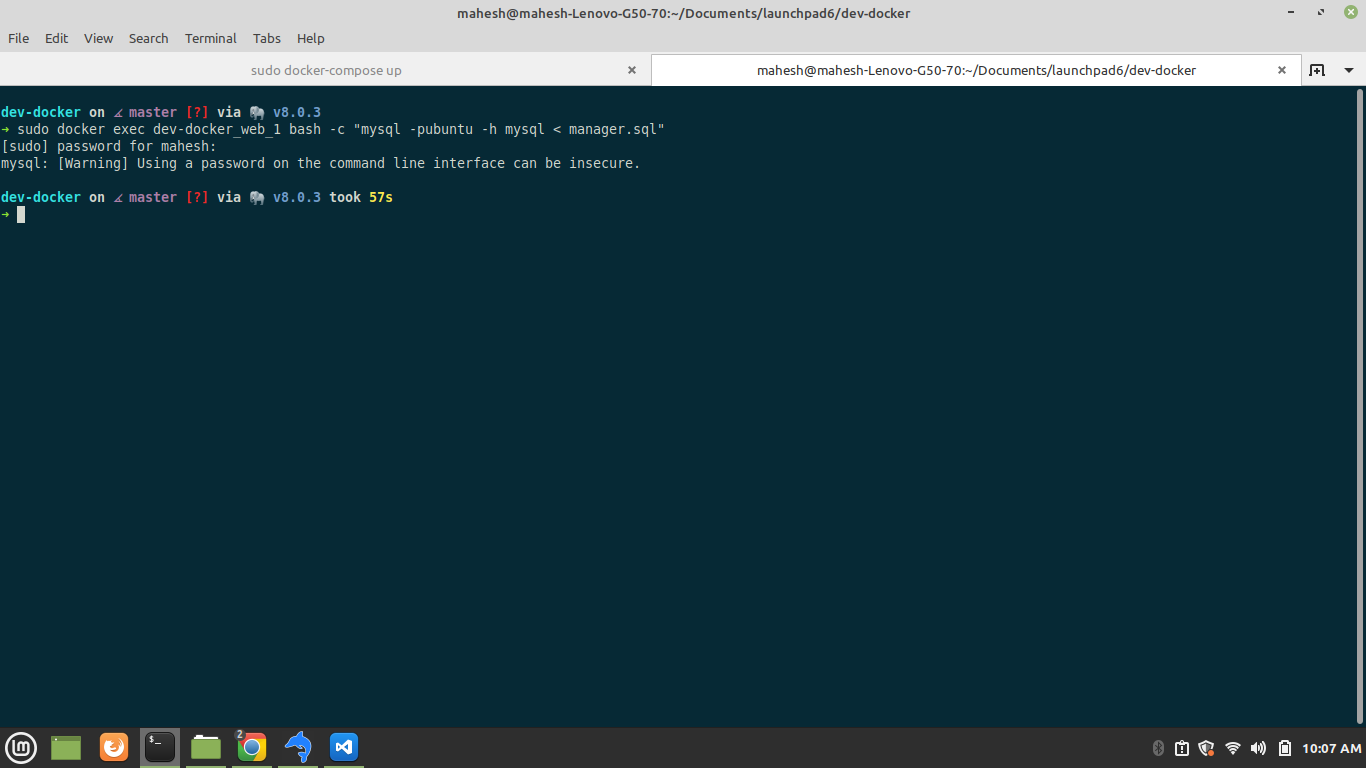 mahesh@mahesh-Lenovo-G50-70:~/Documents/launchpad6/dev-docker
File Edit View Search Terminal Tabs Help
sudo docker-compose up
mahesh@mahesh-Lenovo-G50-70:~/Documents/launchpad6/dev-docker
dev-docker on master [?] via 🐘 v8.0.3
➜ sudo docker exec dev-docker_web_1 bash -c "mysql -pubuntu -h mysql < manager.sql"
[sudo] password for mahesh:
mysql: [Warning] Using a password on the command line interface can be insecure.
dev-docker on master [?] via 🐘 v8.0.3 took 57s
➜
$_
2
10:07 AM